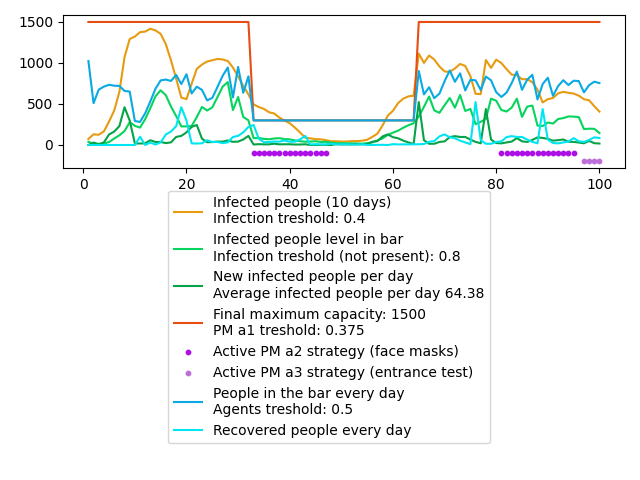 1500
1000
500
0
0
20
40
60
80
100
Infected people (10 days)
Infection treshold: 0.4
Infected people level in bar
Infection treshold (not present): 0.8
New infected people per day
Average infected people per day 64.38
Final maximum capacity: 1500
PM a1 treshold: 0.375
Active PM a2 strategy (face masks)
Active PM a3 strategy (entrance test)
People in the bar every day
Agents treshold: 0.5
Recovered people every day